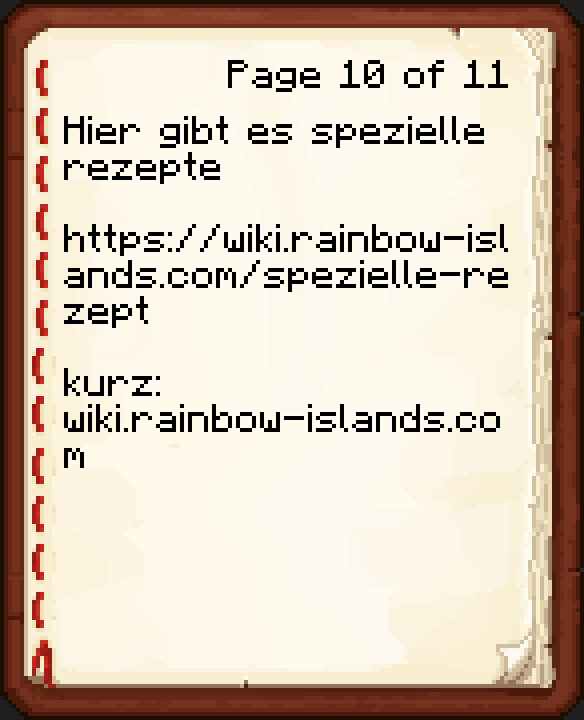 Page 10 of 11
Hier gibt es spezielle
rezepte
https://wiki.rainbow-isl
ands.com/spezielle-re
zept
kurz:
wiki.rainbow-islands.co
m